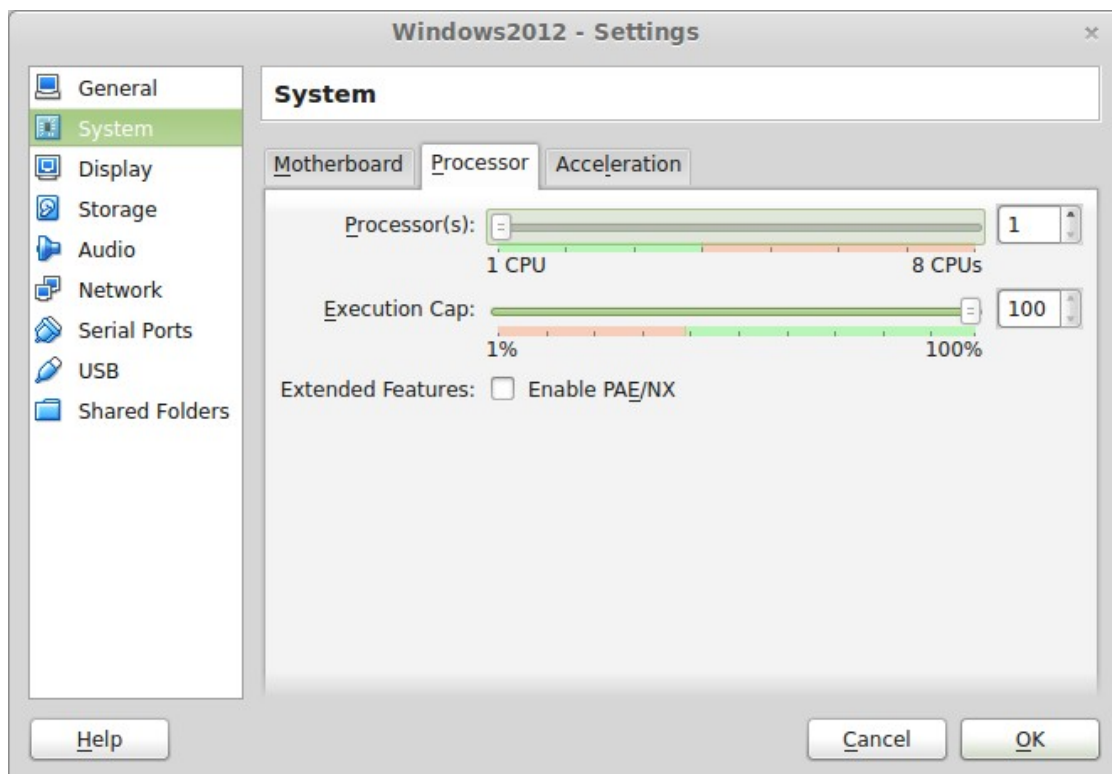 Windows2012 - Settings
General
System
Display
Storage
Audio
Network
Serial Ports
USB
Shared Folders
System
Motherboard Processor Acceleration
Processor(s): 1
1 CPU 8 CPUs
Execution Cap: 100
1% 100%
Extended Features: Enable PAE/NX
Help Cancel OK